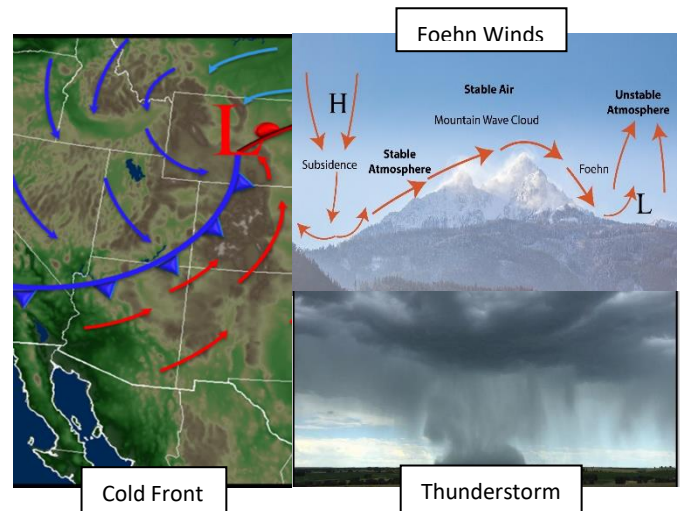 Foehn Winds
L
H
Stable Air
Unstable
Atmosphere
Mountain Wave Cloud
Stable
Atmosphere
Subsidence
Foehn
L
Cold Front
Thunderstorm